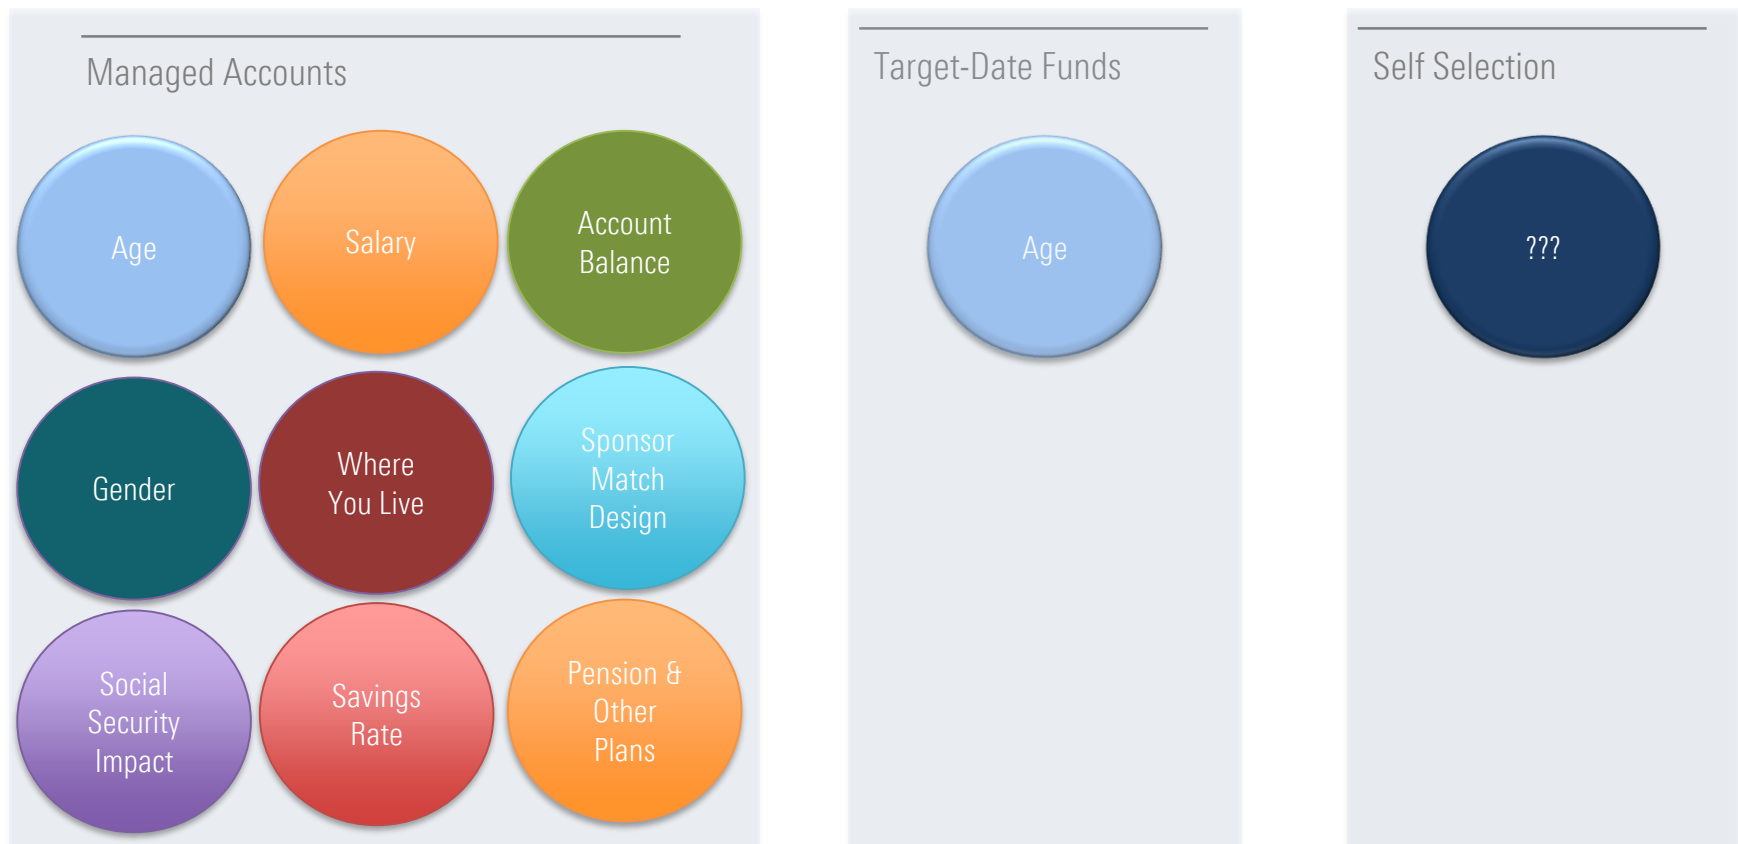 Managed Accounts
Age
Salary
Account
Balance
Gender
Where
You Live
Sponsor
Match
Design
Social
Security
Impact
Savings
Rate
Pension &
Other
Plans
Target-Date Funds
Age
Self Selection
???